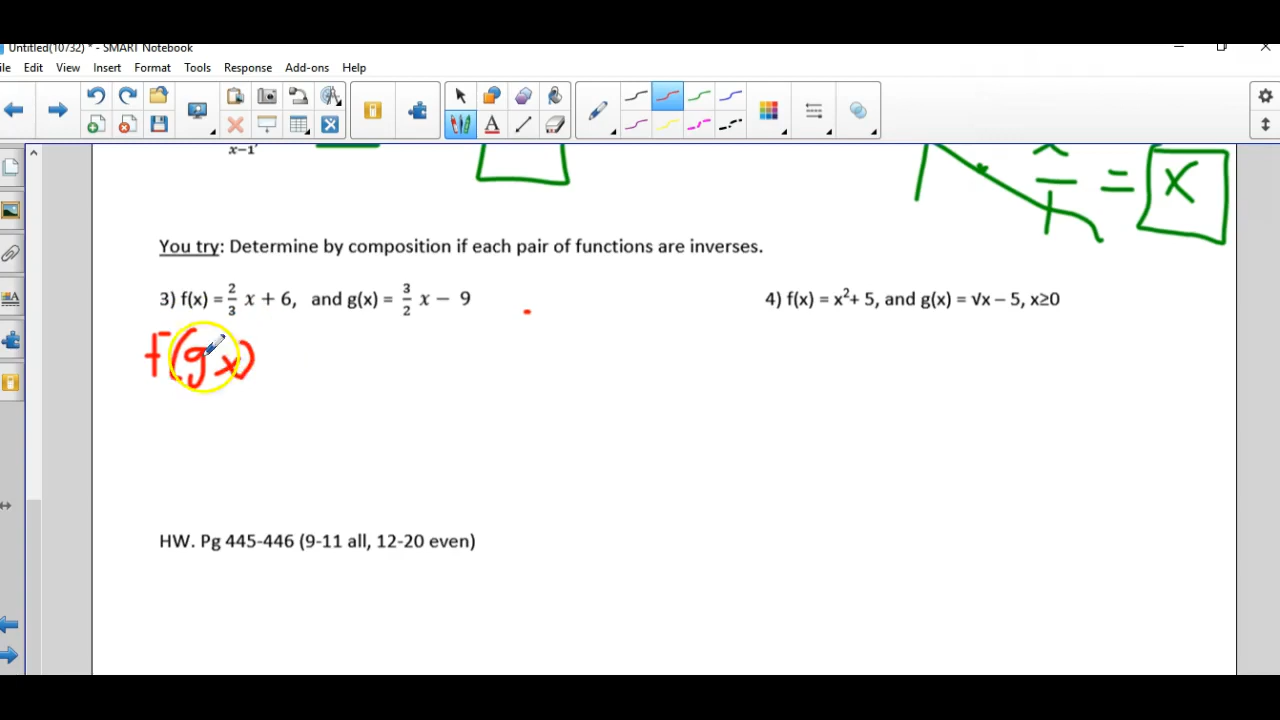 Untitled(10/32) * - SMART Notebook
ile Edit View Insert Format Tools Response Add-ons Help
x−1'
x
— = x
1
You try: Determine by composition if each pair of functions are inverses.
3) f(x) = 2/3 x + 6, and g(x) = 3/2 x − 9
4) f(x) = x²+ 5, and g(x) = √x – 5, x≥0
f(g x)
HW. Pg 445-446 (9-11 all, 12-20 even)